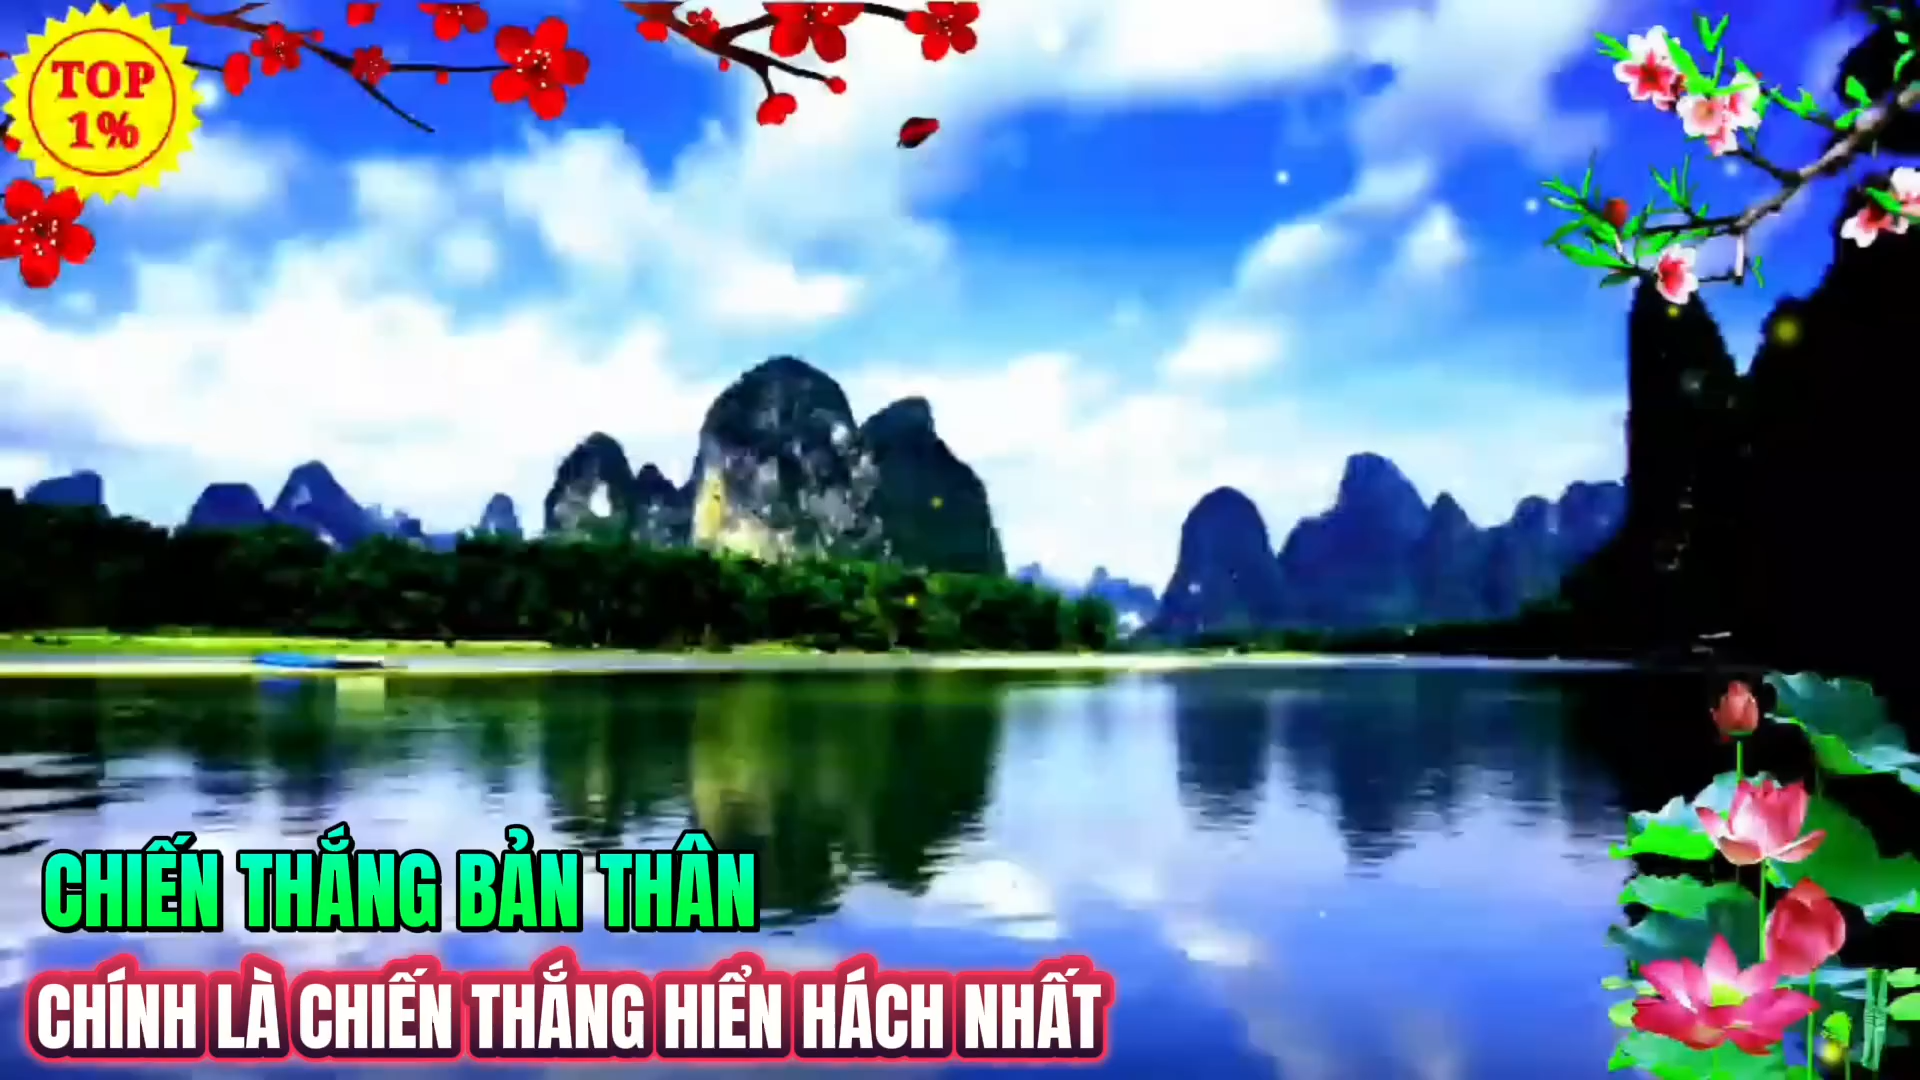 TOP
1%
CHIẾN THẮNG BẢN THÂN
CHÍNH LÀ CHIẾN THẮNG HIỂN HÁCH NHẤT